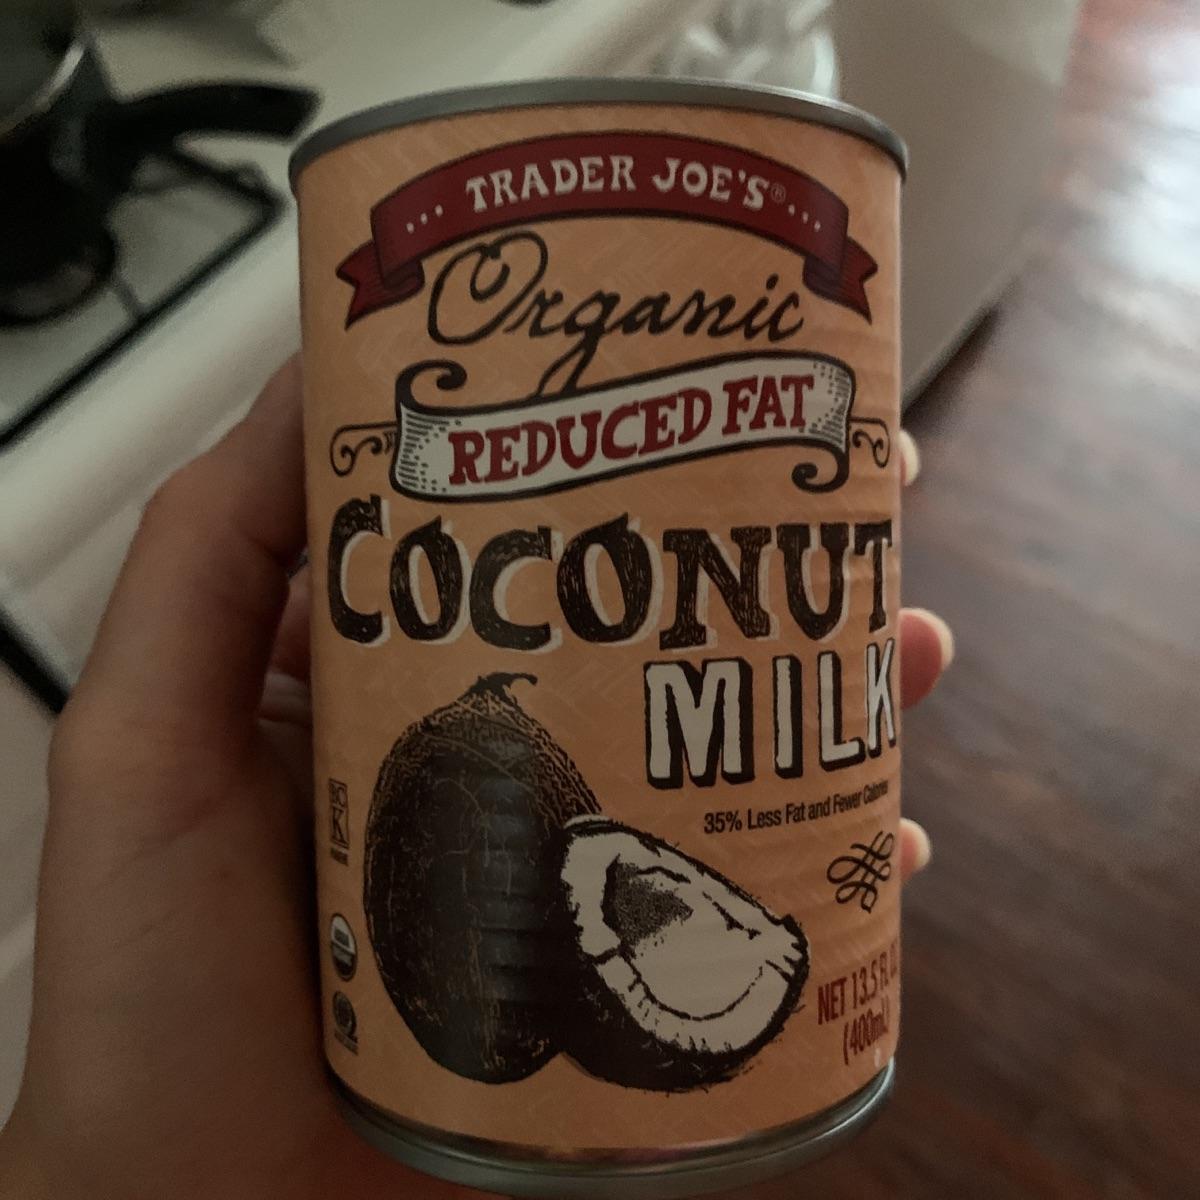 TRADER JOE'S®
Organic
REDUCED FAT
COCONUT
MILK
35% Less Fat and Fewer Calories
K
NET 13.5 FL OZ
(400mL)